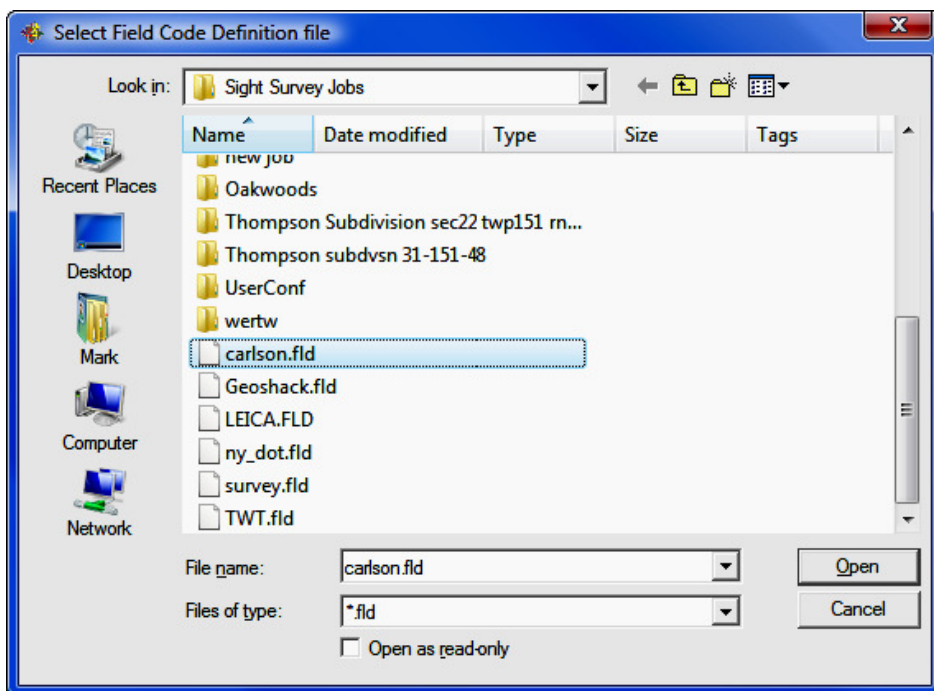 Select Field Code Definition file
X
Look in: Sight Survey Jobs
Name Date modified Type Size Tags
new job
Oakwoods
Thompson Subdivision sec22 twp151 rn...
Thompson subdvsn 31-151-48
UserConf
wertw
carlson.fld
Geoshack.fld
LEICA.FLD
ny_dot.fld
survey.fld
TWT.fld
Recent Places
Desktop
Mark
Computer
Network
File name: carlson.fld Open
Files of type: *.fld Cancel
Open as read-only